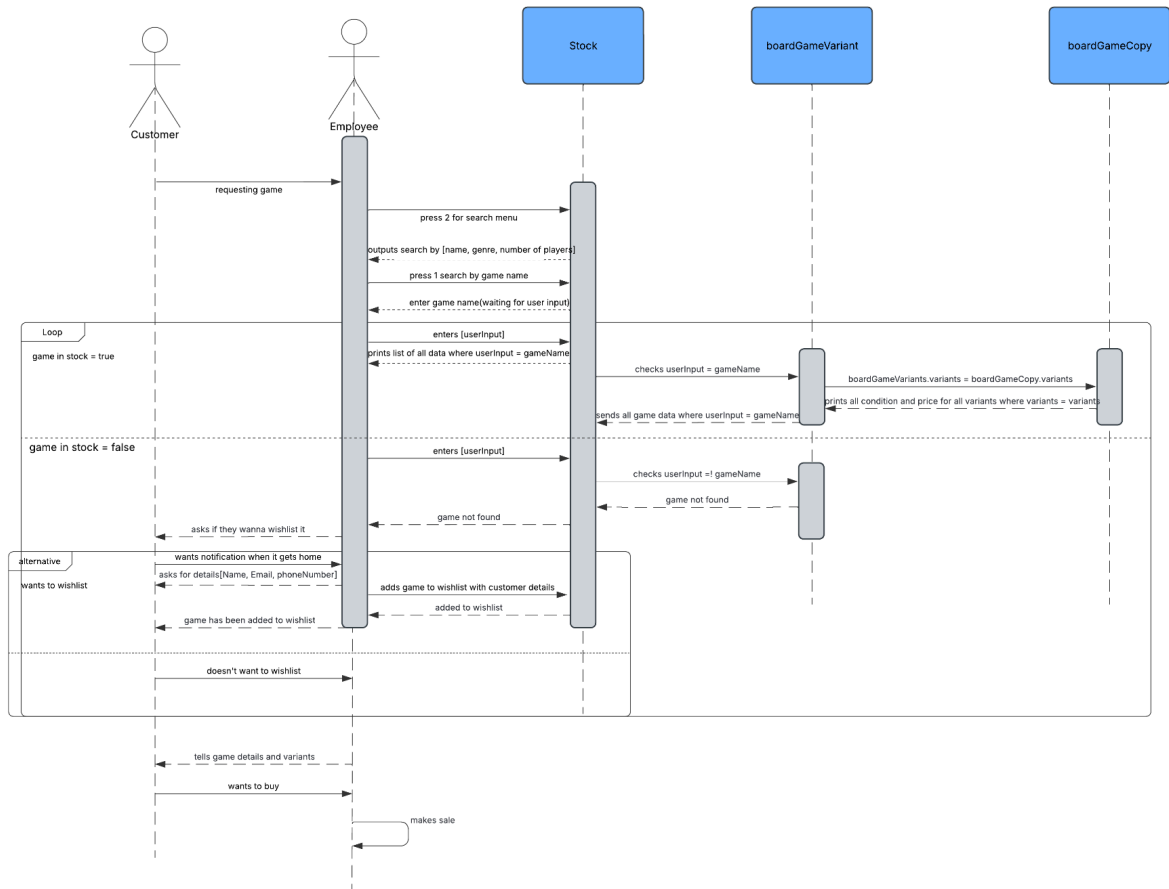 Stock
boardGameVariant
boardGameCopy
Customer
Employee
requesting game
press 2 for search menu
outputs search by [name, genre, number of players]
press 1 search by game name
enter game name(waiting for user input)
Loop
enters [userInput]
game in stock = true
prints list of all data where userInput = gameName
checks userInput = gameName
boardGameVariants.variants = boardGameCopy.variants
prints all condition and price for all variants where variants = variants
sends all game data where userInput = gameName
game in stock = false
enters [userInput]
checks userInput =! gameName
game not found
game not found
asks if they wanna wishlist it
alternative
wants notification when it gets home
asks for details[Name, Email, phoneNumber]
wants to wishlist
adds game to wishlist with customer details
added to wishlist
game has been added to wishlist
doesn't want to wishlist
tells game details and variants
wants to buy
makes sale